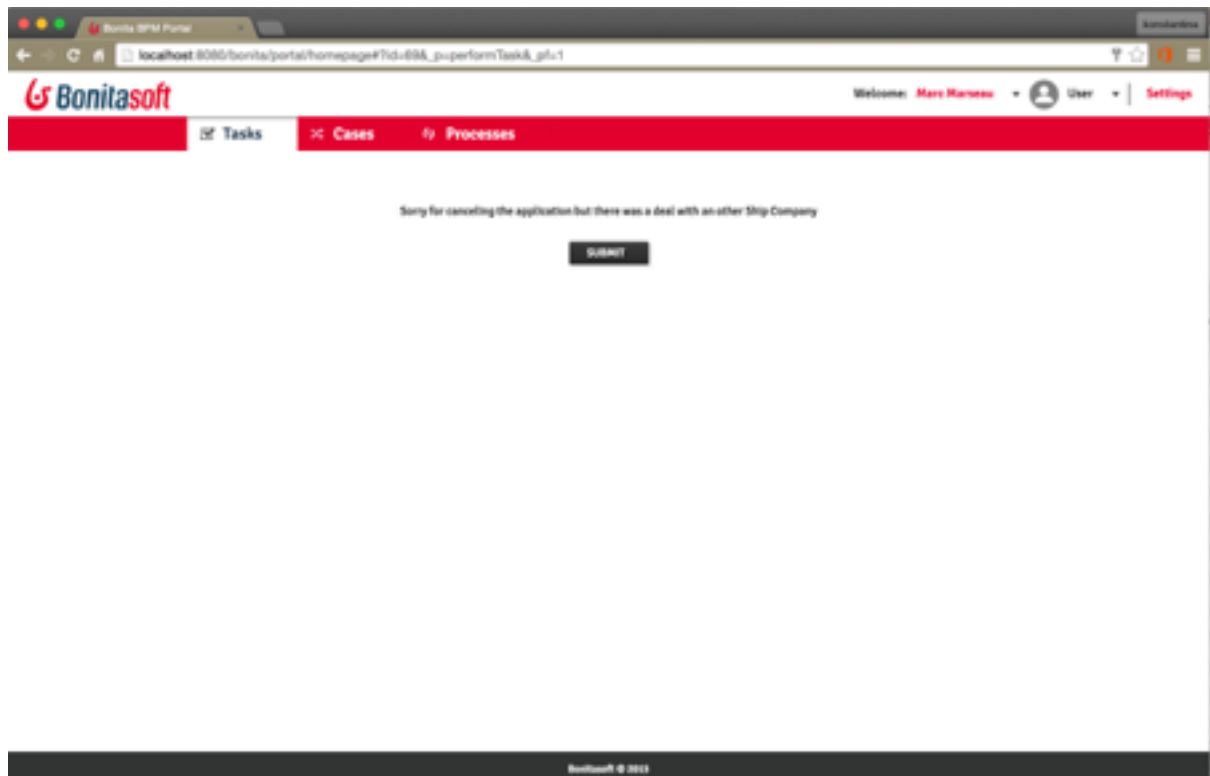 Bonita BPM Portal
konstantina
localhost:8080/bonita/portal/homepage#?id=69&_p=performTask&_pf=1
Bonitasoft
Welcome: Marc Marseau
User
Settings
Tasks
Cases
Processes
Sorry for canceling the application but there was a deal with an other Ship Company
SUBMIT
Bonitasoft © 2015